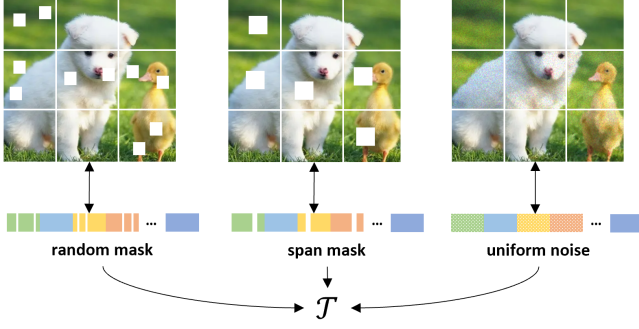 ... ... ...
random mask span mask uniform noise
𝒯